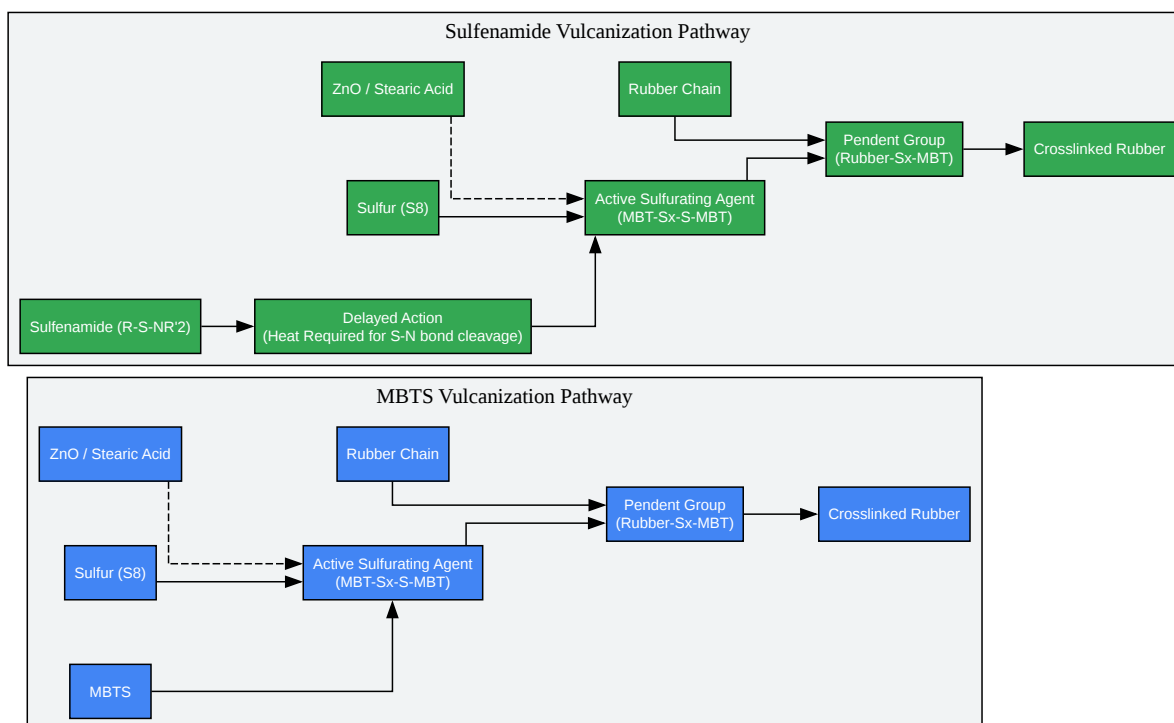 Sulfenamide Vulcanization Pathway
ZnO / Stearic Acid
Rubber Chain
Pendent Group
(Rubber-Sx-MBT)
Crosslinked Rubber
Sulfur (S8)
Active Sulfurating Agent
(MBT-Sx-S-MBT)
Sulfenamide (R-S-NR'2)
Delayed Action
(Heat Required for S-N bond cleavage)
MBTS Vulcanization Pathway
ZnO / Stearic Acid
Rubber Chain
Pendent Group
(Rubber-Sx-MBT)
Crosslinked Rubber
Sulfur (S8)
Active Sulfurating Agent
(MBT-Sx-S-MBT)
MBTS